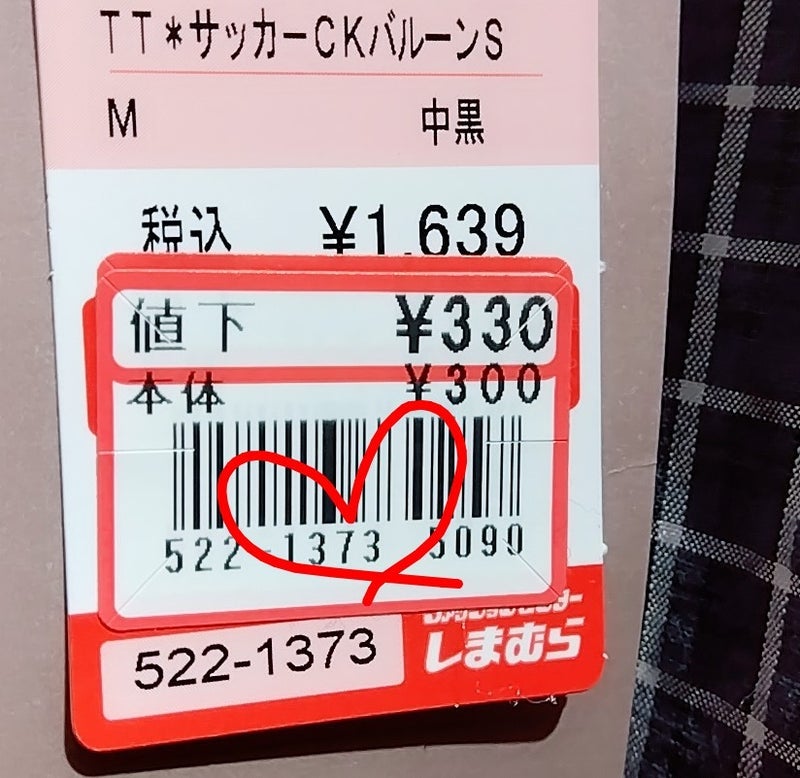 TT*サッカーCKバルーンS
M 中黒
税込 ¥1,639
値下 ¥330
本体 ¥300
522-1373 5090
しまむら
522-1373